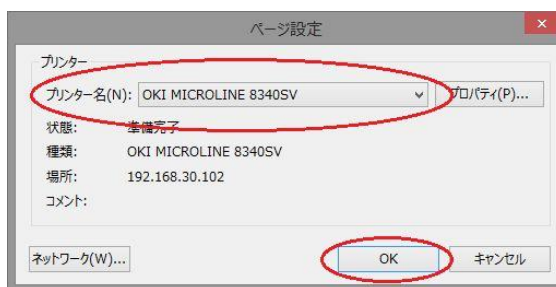 ページ設定
プリンター
プリンター名(N): OKI MICROLINE 8340SV プロパティ(P)...
状態: 準備完了
種類: OKI MICROLINE 8340SV
場所: 192.168.30.102
コメント:
ネットワーク(W)... OK キャンセル